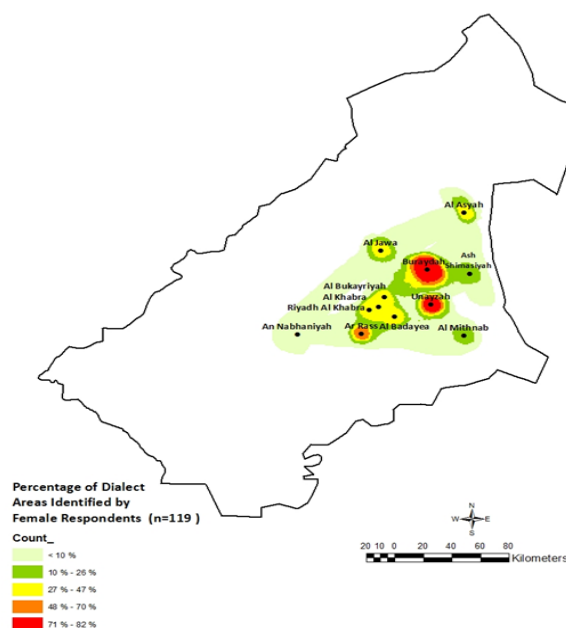 Al Asyah
Al Jawa
Ash
Buraydah Shimasiyah
Al Bukayriyah
Al Khabra Unayzah
Riyadh Al Khabra
An Nabhaniyah Ar Rass Al Badayea Al Mithnab
Percentage of Dialect
Areas Identified by
Female Respondents (n=119 )
Count_
< 10 %
10 % - 26 %
27 % - 47 %
48 % - 70 %
71 % - 82 %
N
W E
S
20 10 0 20 40 60 80
Kilometers